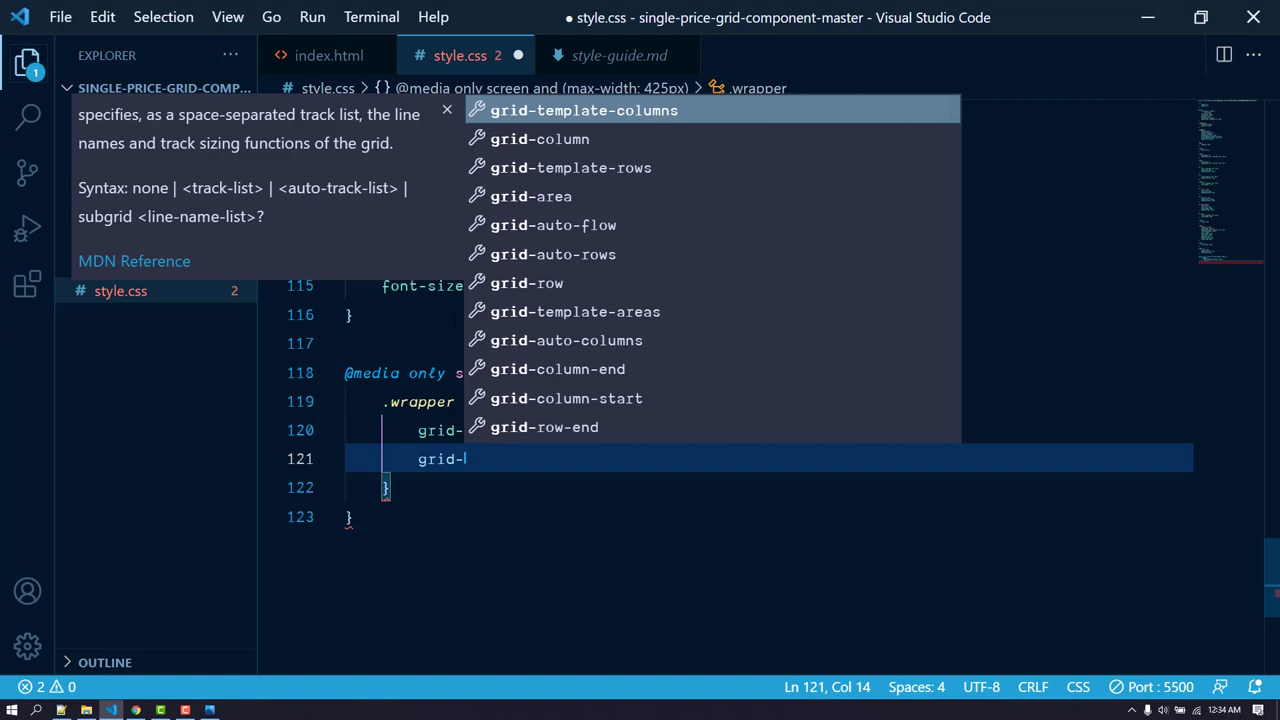 File Edit Selection View Go Run Terminal Help
● style.css - single-price-grid-component-master - Visual Studio Code
EXPLORER
index.html
# style.css 2
style-guide.md
1
SINGLE-PRICE-GRID-COMP...
# style.css > {} @media only screen and (max-width: 425px) > .wrapper
specifies, as a space-separated track list, the line
names and track sizing functions of the grid.
Syntax: none | <track-list> | <auto-track-list> |
subgrid <line-name-list>?
MDN Reference
grid-template-columns
grid-column
grid-template-rows
grid-area
grid-auto-flow
grid-auto-rows
grid-row
grid-template-areas
grid-auto-columns
grid-column-end
grid-column-start
grid-row-end
# style.css 2
115 font-size
116 }
117
118 @media only s
119 .wrapper
120 grid-
121 grid-
122 }
123 }
OUTLINE
2 0
Ln 121, Col 14 Spaces: 4 UTF-8 CRLF CSS Port : 5500
12:34 AM